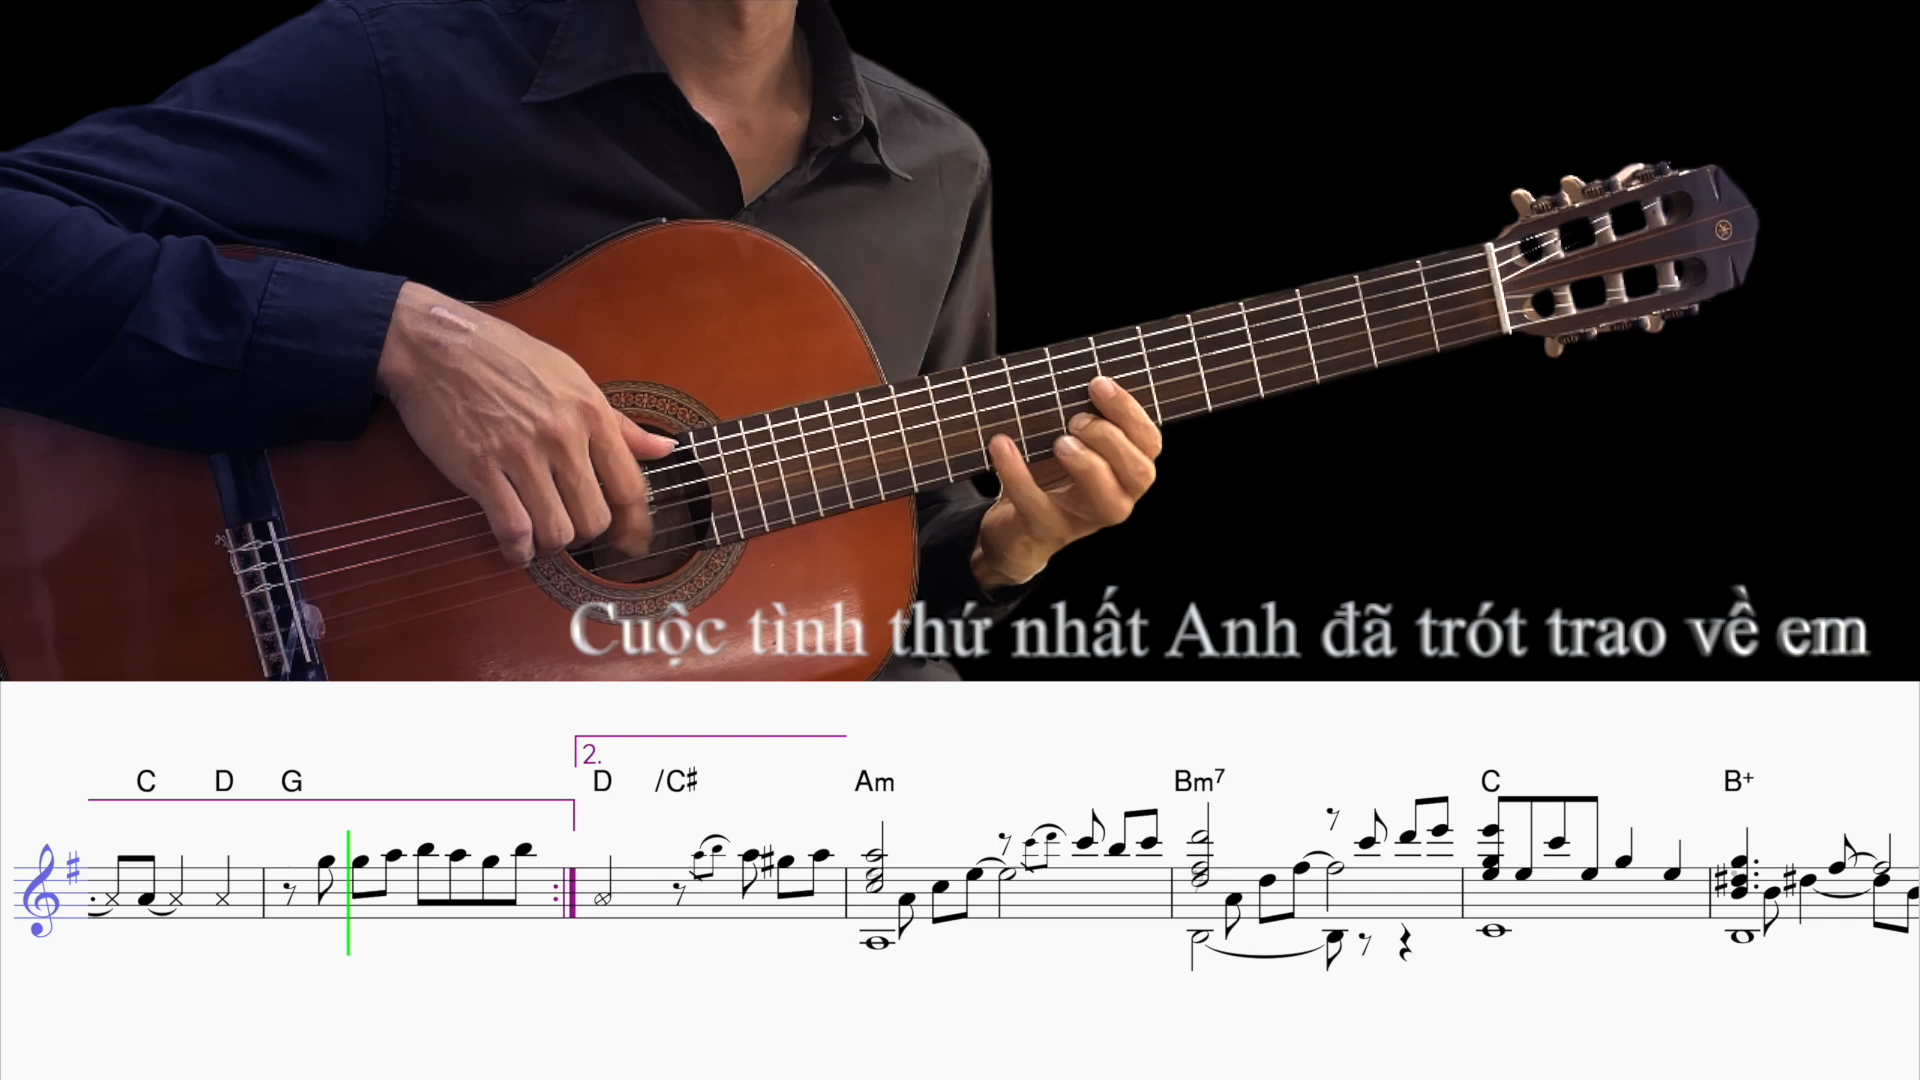 Cuộc tình thứ nhất Anh đã trót trao về em
2.
C D G D /C♯ Am Bm7 C B+